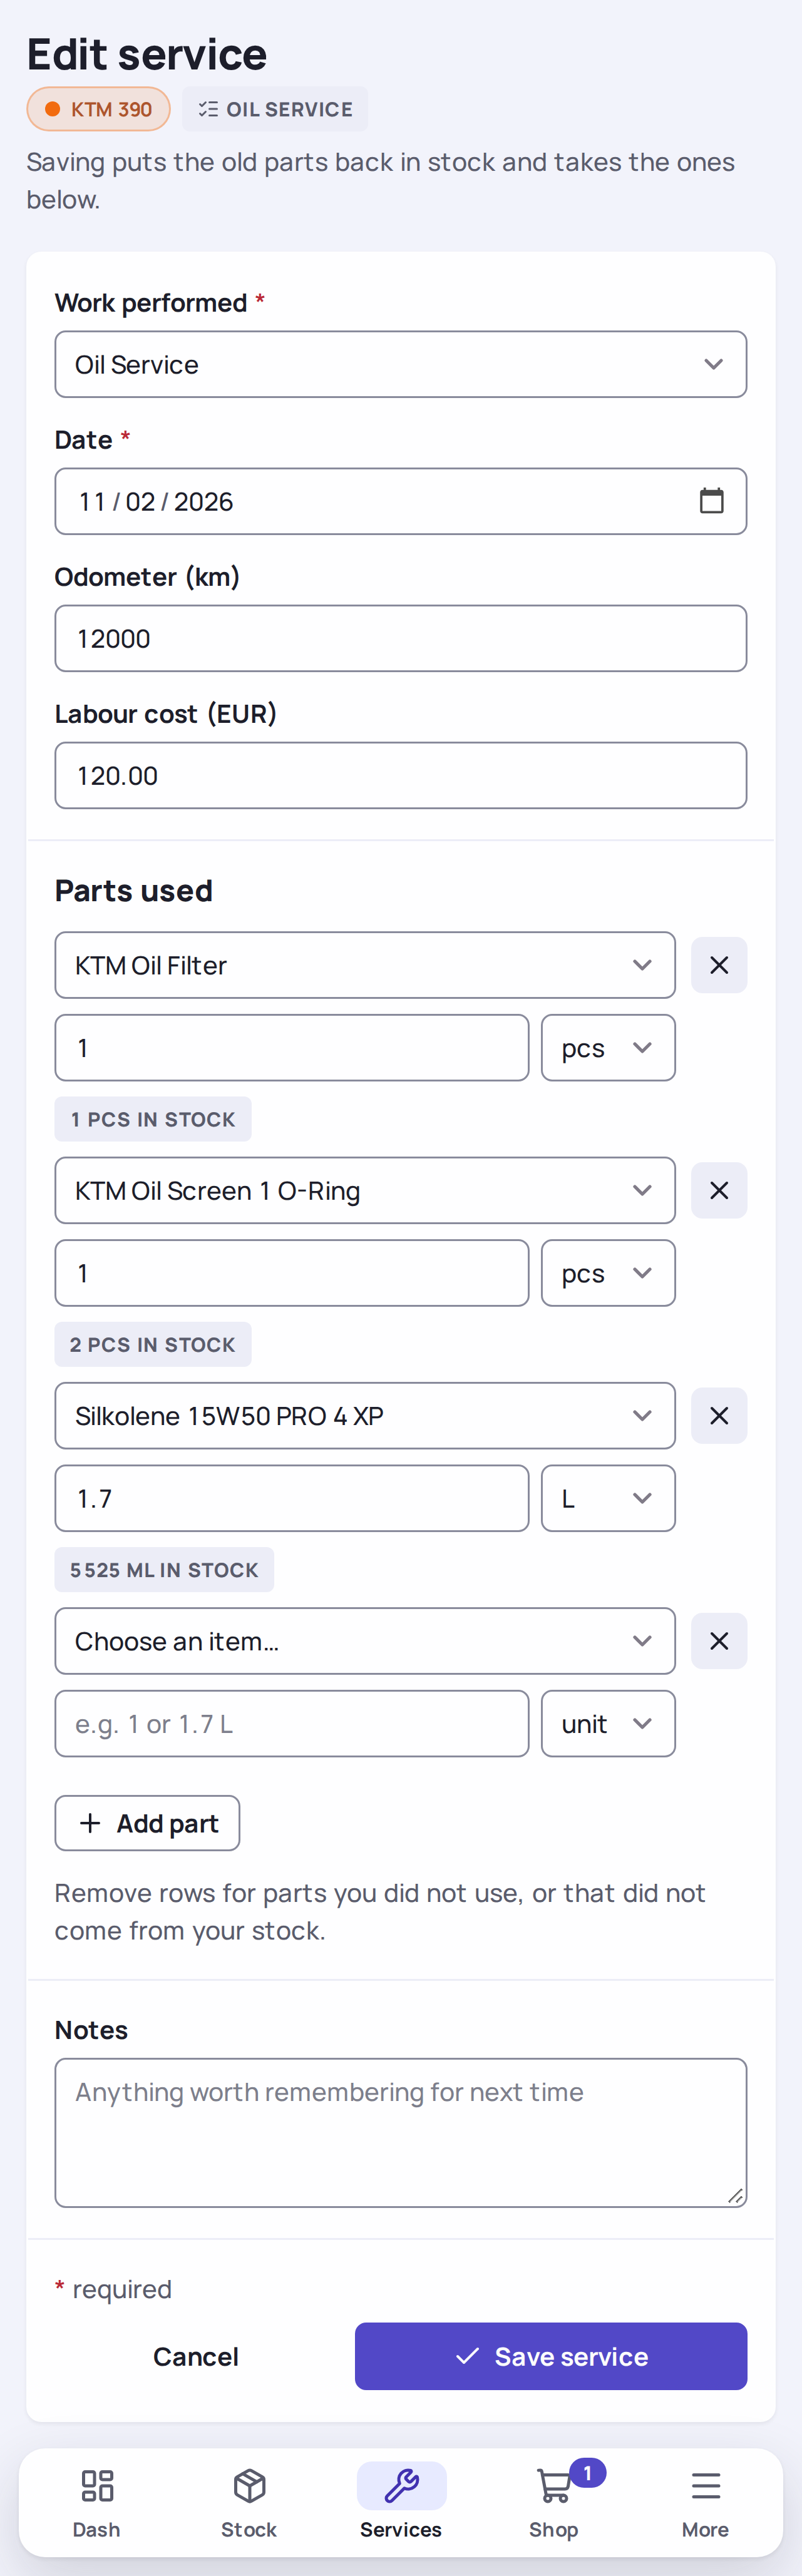 Edit service
KTM 390
OIL SERVICE
Saving puts the old parts back in stock and takes the ones
below.
Work performed *
Oil Service
Date *
11 / 02 / 2026
Odometer (km)
12000
Labour cost (EUR)
120.00
Parts used
KTM Oil Filter
1
pcs
1 PCS IN STOCK
KTM Oil Screen 1 O-Ring
1
pcs
2 PCS IN STOCK
Silkolene 15W50 PRO 4 XP
1.7
L
5 525 ML IN STOCK
Choose an item...
e.g. 1 or 1.7 L
unit
+ Add part
Remove rows for parts you did not use, or that did not
come from your stock.
Notes
Anything worth remembering for next time
* required
Cancel
Save service
1
Dash
Stock
Services
Shop
More